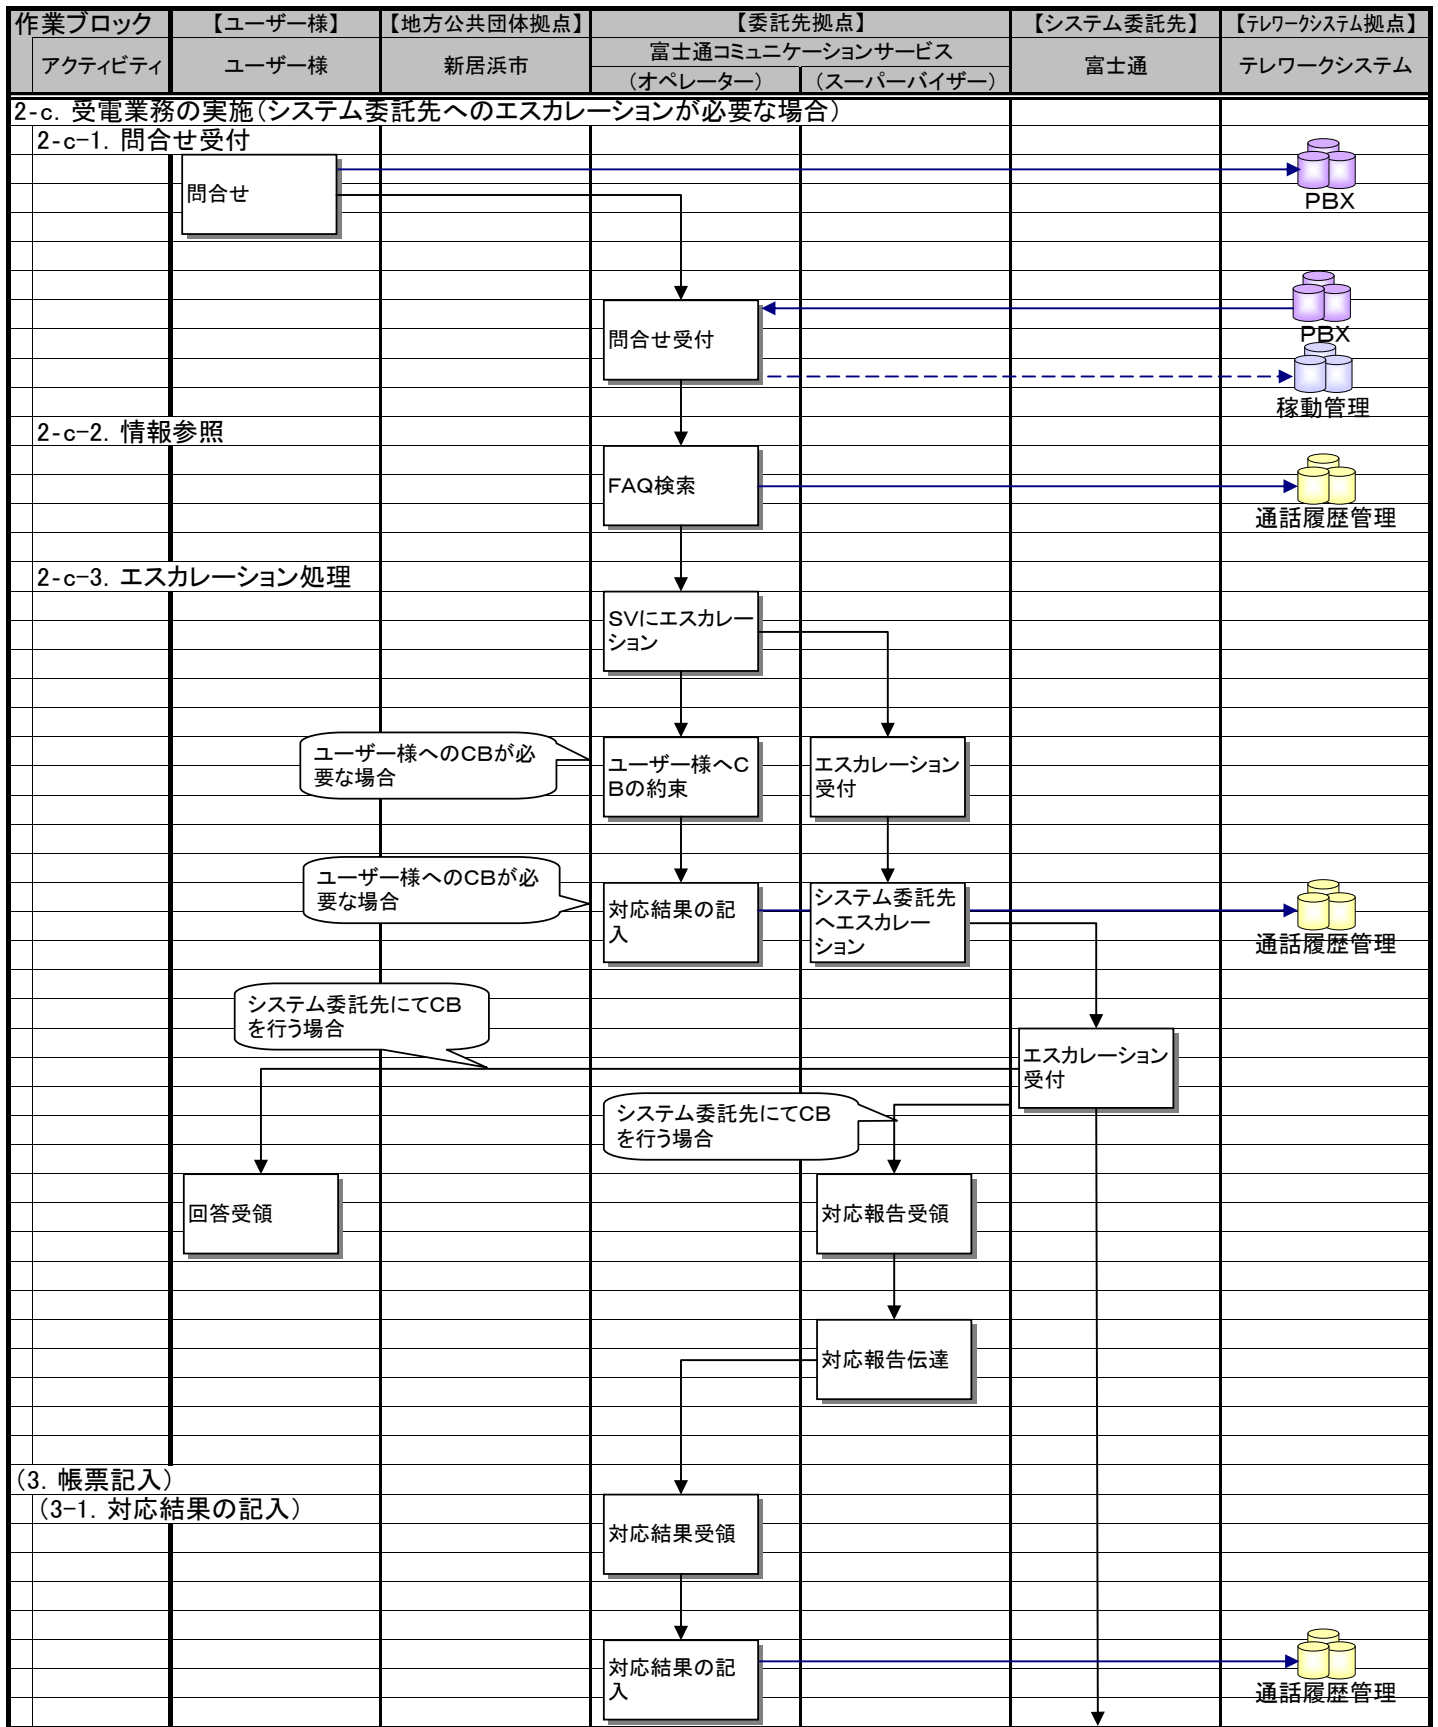 作業ブロック
【ユーザー様】
【地方公共団体拠点】
【委託先拠点】
【システム委託先】
【テレワークシステム拠点】
アクティビティ
ユーザー様
新居浜市
富士通コミュニケーションサービス
富士通
テレワークシステム
（オペレーター）
（スーパーバイザー）
2-c. 受電業務の実施（システム委託先へのエスカレーションが必要な場合）
2-c-1. 問合せ受付
問合せ
PBX
問合せ受付
PBX
稼動管理
2-c-2. 情報参照
FAQ検索
通話履歴管理
2-c-3. エスカレーション処理
SVにエスカレー
ション
ユーザー様へのCBが必
要な場合
ユーザー様へC
Bの約束
エスカレーション
受付
ユーザー様へのCBが必
要な場合
対応結果の記
入
システム委託先
へエスカレー
ション
通話履歴管理
システム委託先にてCB
を行う場合
エスカレーション
受付
システム委託先にてCB
を行う場合
回答受領
対応報告受領
対応報告伝達
（3. 帳票記入）
（3-1. 対応結果の記入）
対応結果受領
対応結果の記
入
通話履歴管理